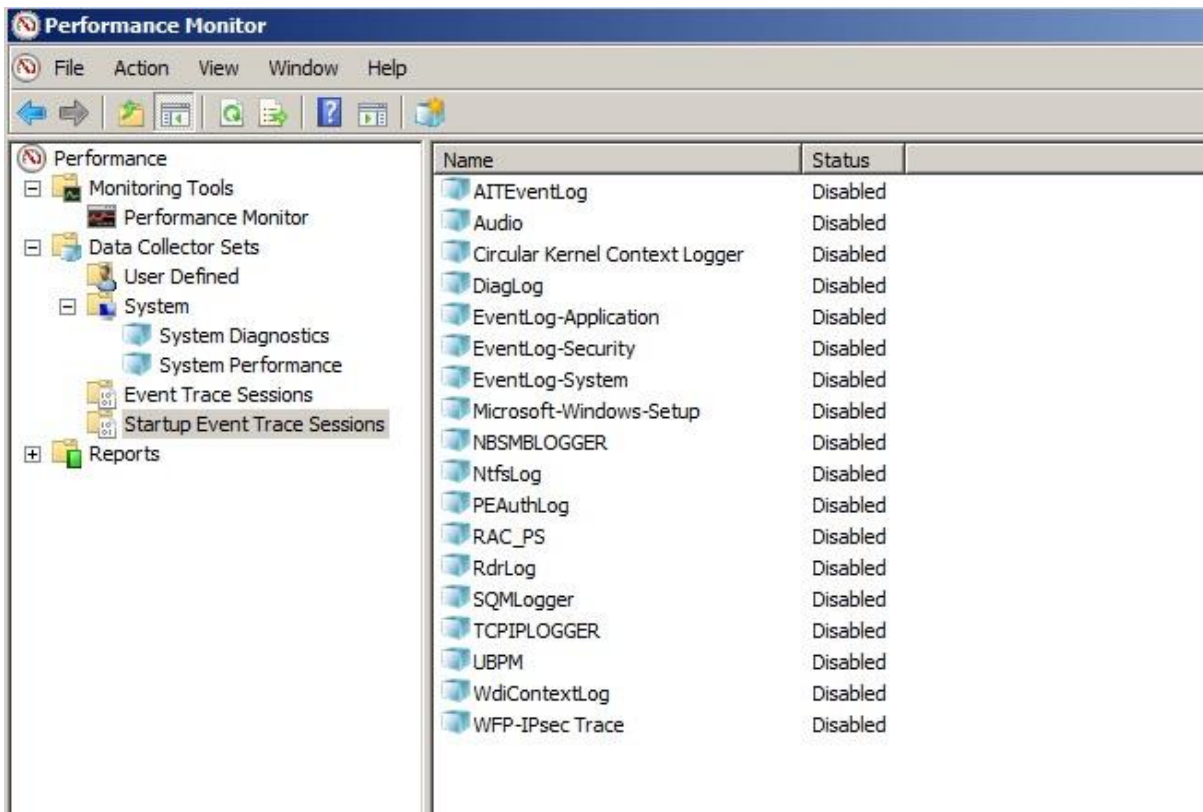 Performance Monitor
File Action View Window Help
Performance
Monitoring Tools
Performance Monitor
Data Collector Sets
User Defined
System
System Diagnostics
System Performance
Event Trace Sessions
Startup Event Trace Sessions
Reports
Name Status
AITEventLog Disabled
Audio Disabled
Circular Kernel Context Logger Disabled
DiagLog Disabled
EventLog-Application Disabled
EventLog-Security Disabled
EventLog-System Disabled
Microsoft-Windows-Setup Disabled
NBSMBLOGGER Disabled
NtfsLog Disabled
PEAuthLog Disabled
RAC_PS Disabled
RdrLog Disabled
SQMLogger Disabled
TCPIPLOGGER Disabled
UBPM Disabled
WdiContextLog Disabled
WFP-IPsec Trace Disabled